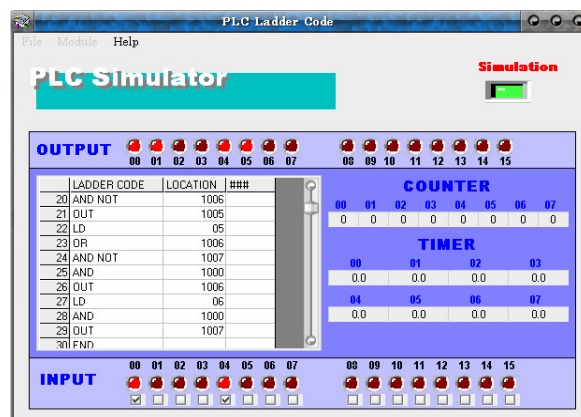 PLC Ladder Code
File Module Help
PLC Simulator
Simulation
OUTPUT
00 01 02 03 04 05 06 07 08 09 10 11 12 13 14 15
LADDER CODE LOCATION ###
20 AND NOT 1006
21 OUT 1005
22 LD 05
23 OR 1006
24 AND NOT 1007
25 AND 1000
26 OUT 1006
27 LD 06
28 AND 1000
29 OUT 1007
30 END
COUNTER
00 01 02 03 04 05 06 07
0 0 0 0 0 0 0 0
TIMER
00 01 02 03
0.0 0.0 0.0 0.0
04 05 06 07
0.0 0.0 0.0 0.0
00 01 02 03 04 05 06 07 08 09 10 11 12 13 14 15
INPUT